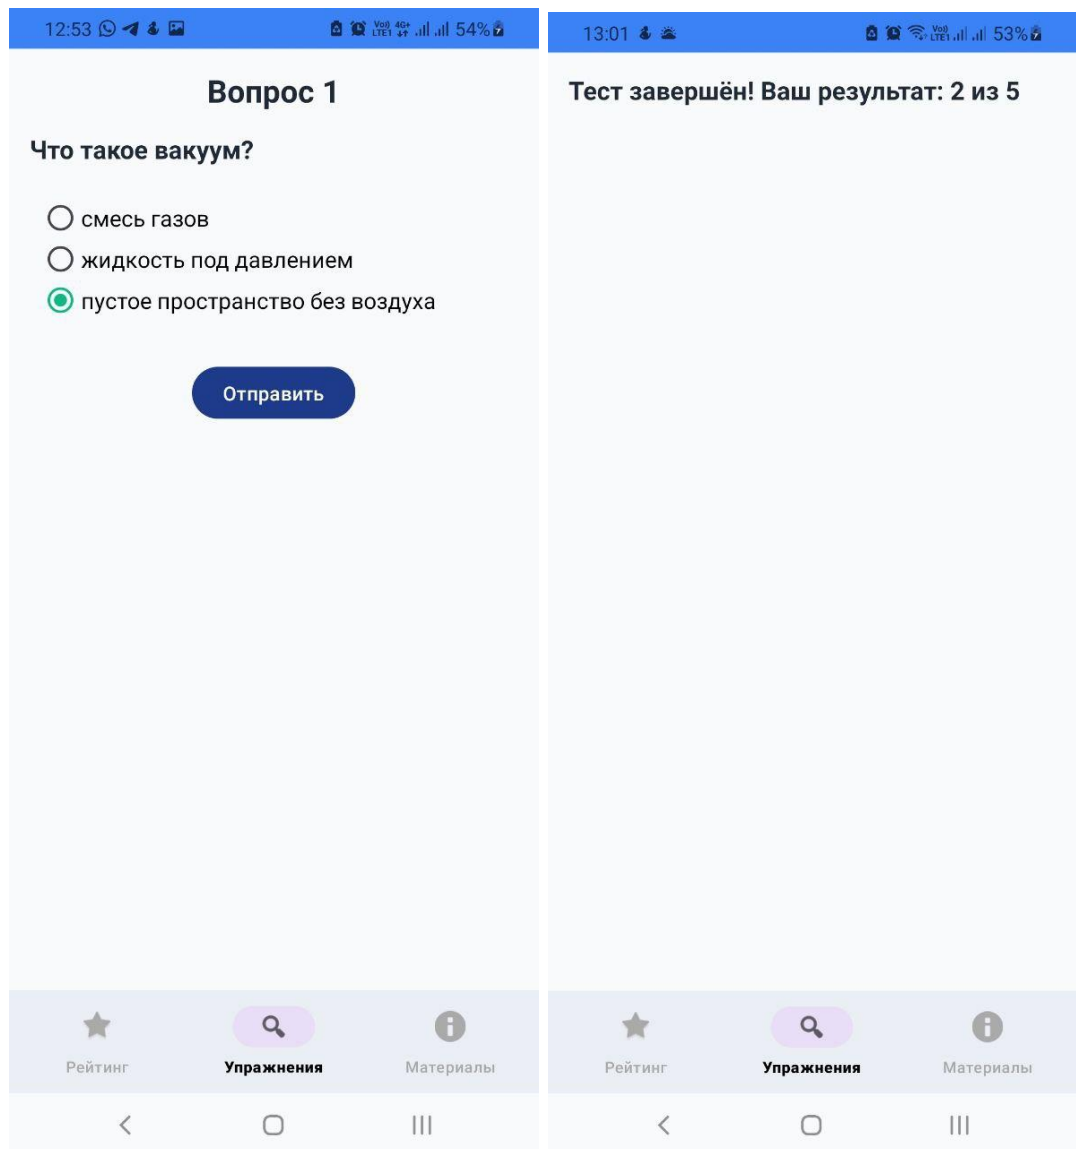 12:53
54%
Вопрос 1
Что такое вакуум?
смесь газов
жидкость под давлением
пустое пространство без воздуха
Отправить
Рейтинг
Упражнения
Материалы
13:01
53%
Тест завершён! Ваш результат: 2 из 5
Рейтинг
Упражнения
Материалы